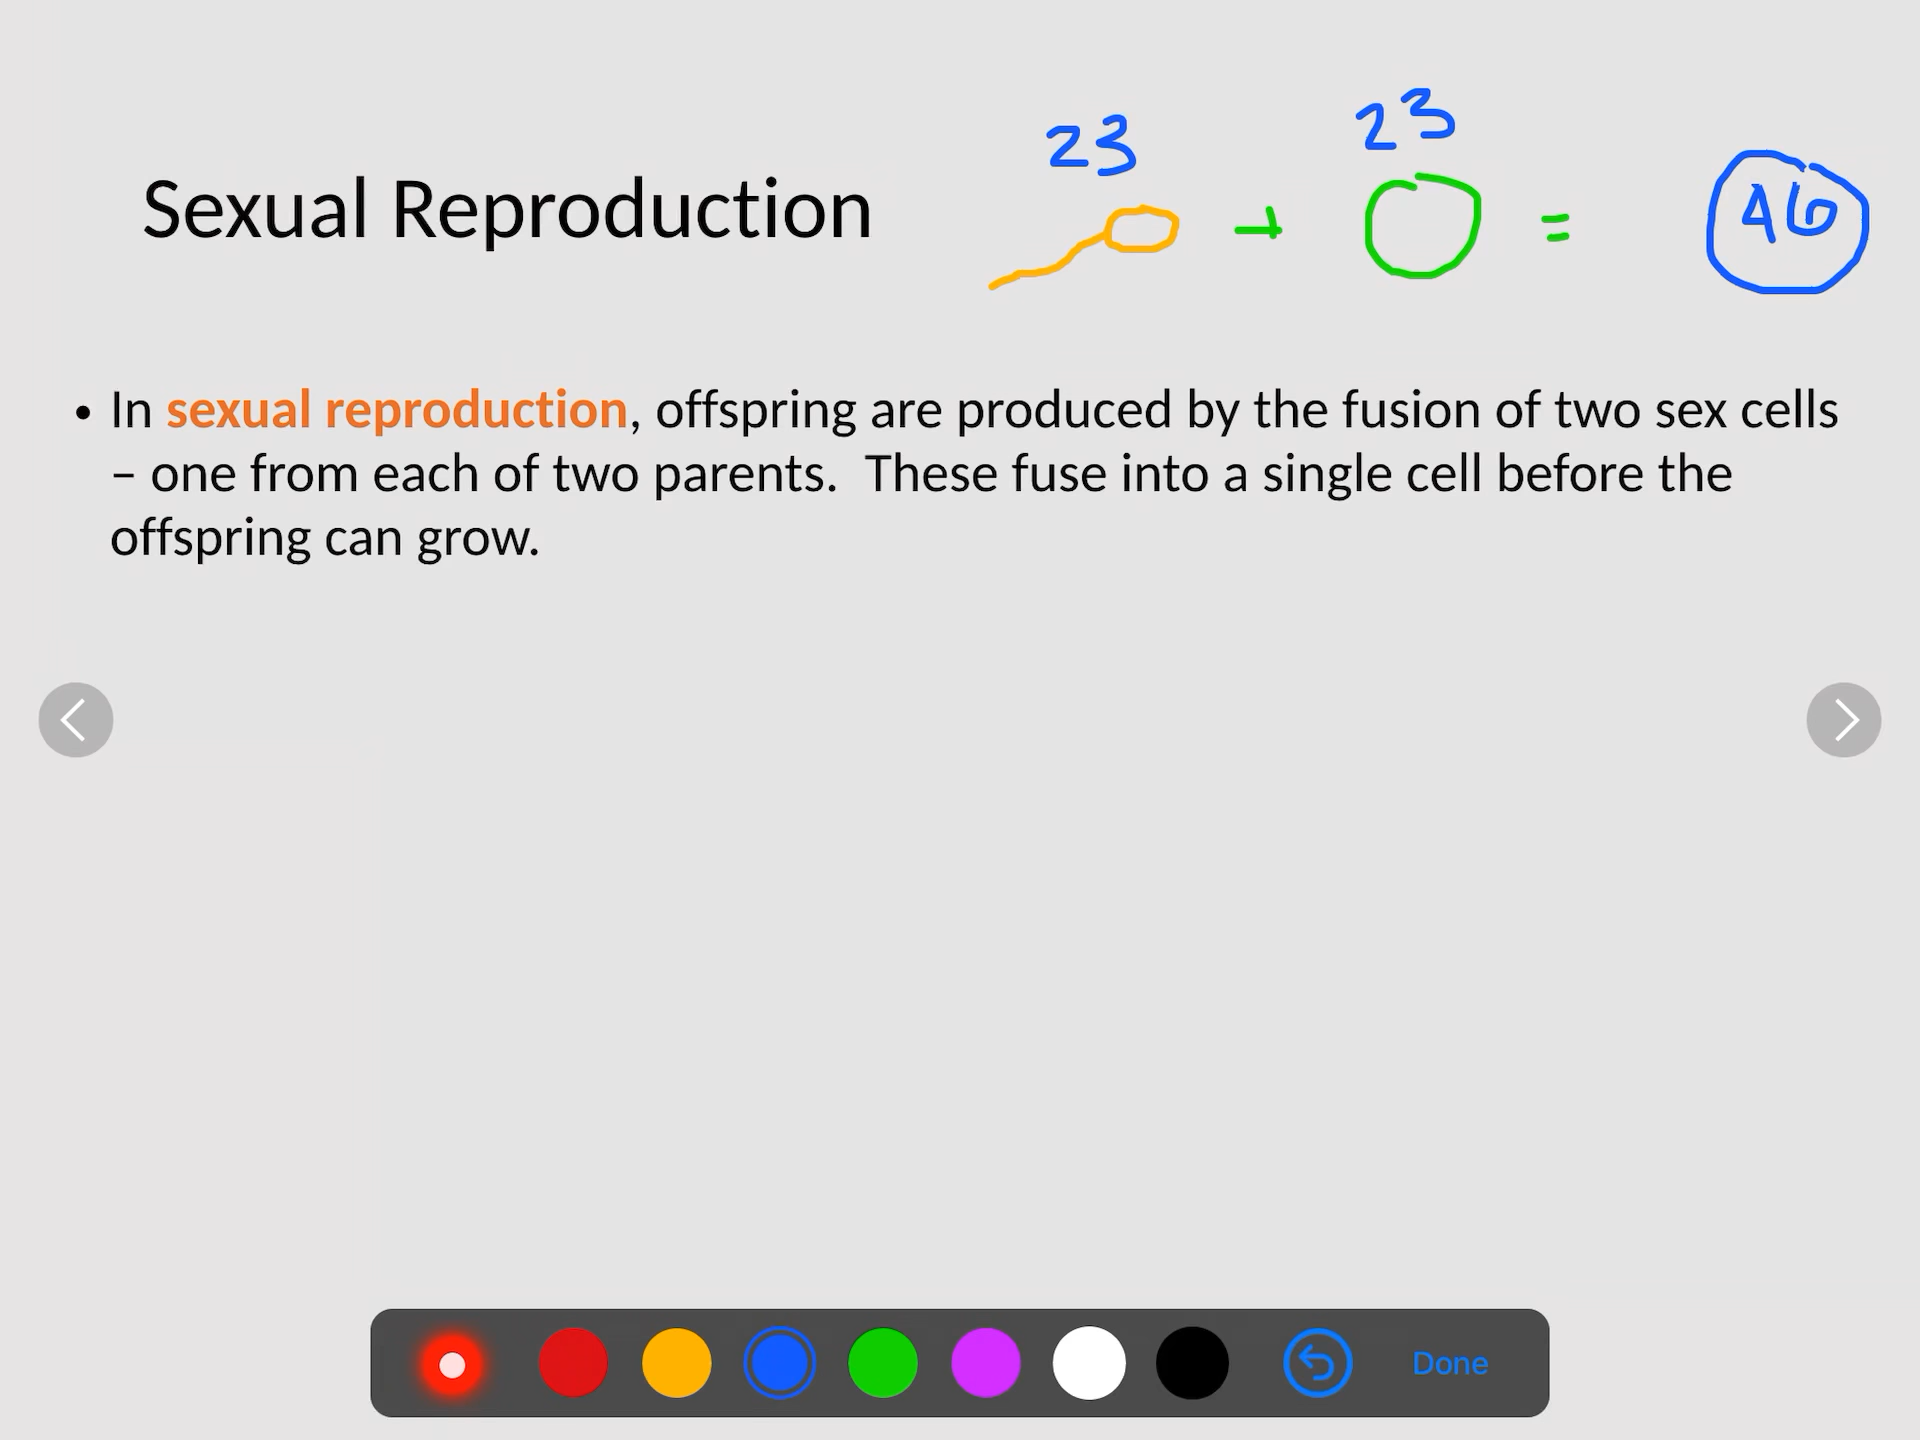 23 23
Sexual Reproduction + = 46
• In sexual reproduction, offspring are produced by the fusion of two sex cells
– one from each of two parents.  These fuse into a single cell before the
offspring can grow.
Done